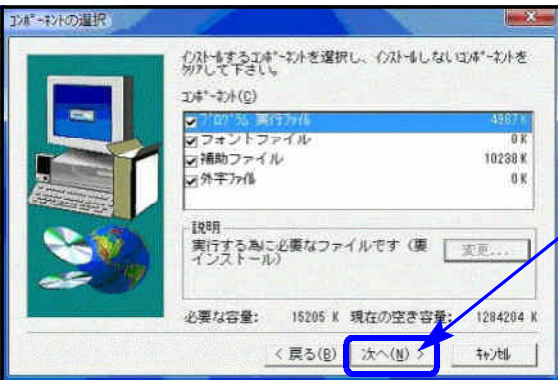 ｺﾝﾎﾟｰﾈﾝﾄの選択
ｲﾝｽﾄｰﾙするｺﾝﾎﾟｰﾈﾝﾄを選択し、ｲﾝｽﾄｰﾙしないｺﾝﾎﾟｰﾈﾝﾄを
ｸﾘｱして下さい。
ｺﾝﾎﾟｰﾈﾝﾄ(C)
ﾌﾟﾛｸﾞﾗﾑ 実行ﾌｧｲﾙ 4967 K
フォントファイル 0 K
補助ファイル 10238 K
外字ﾌｧｲﾙ 0 K
説明
実行する為に必要なファイルです（要
インストール）
変更...
必要な容量: 15205 K 現在の空き容量: 1284204 K
< 戻る(B) 次へ(N) > ｷｬﾝｾﾙ